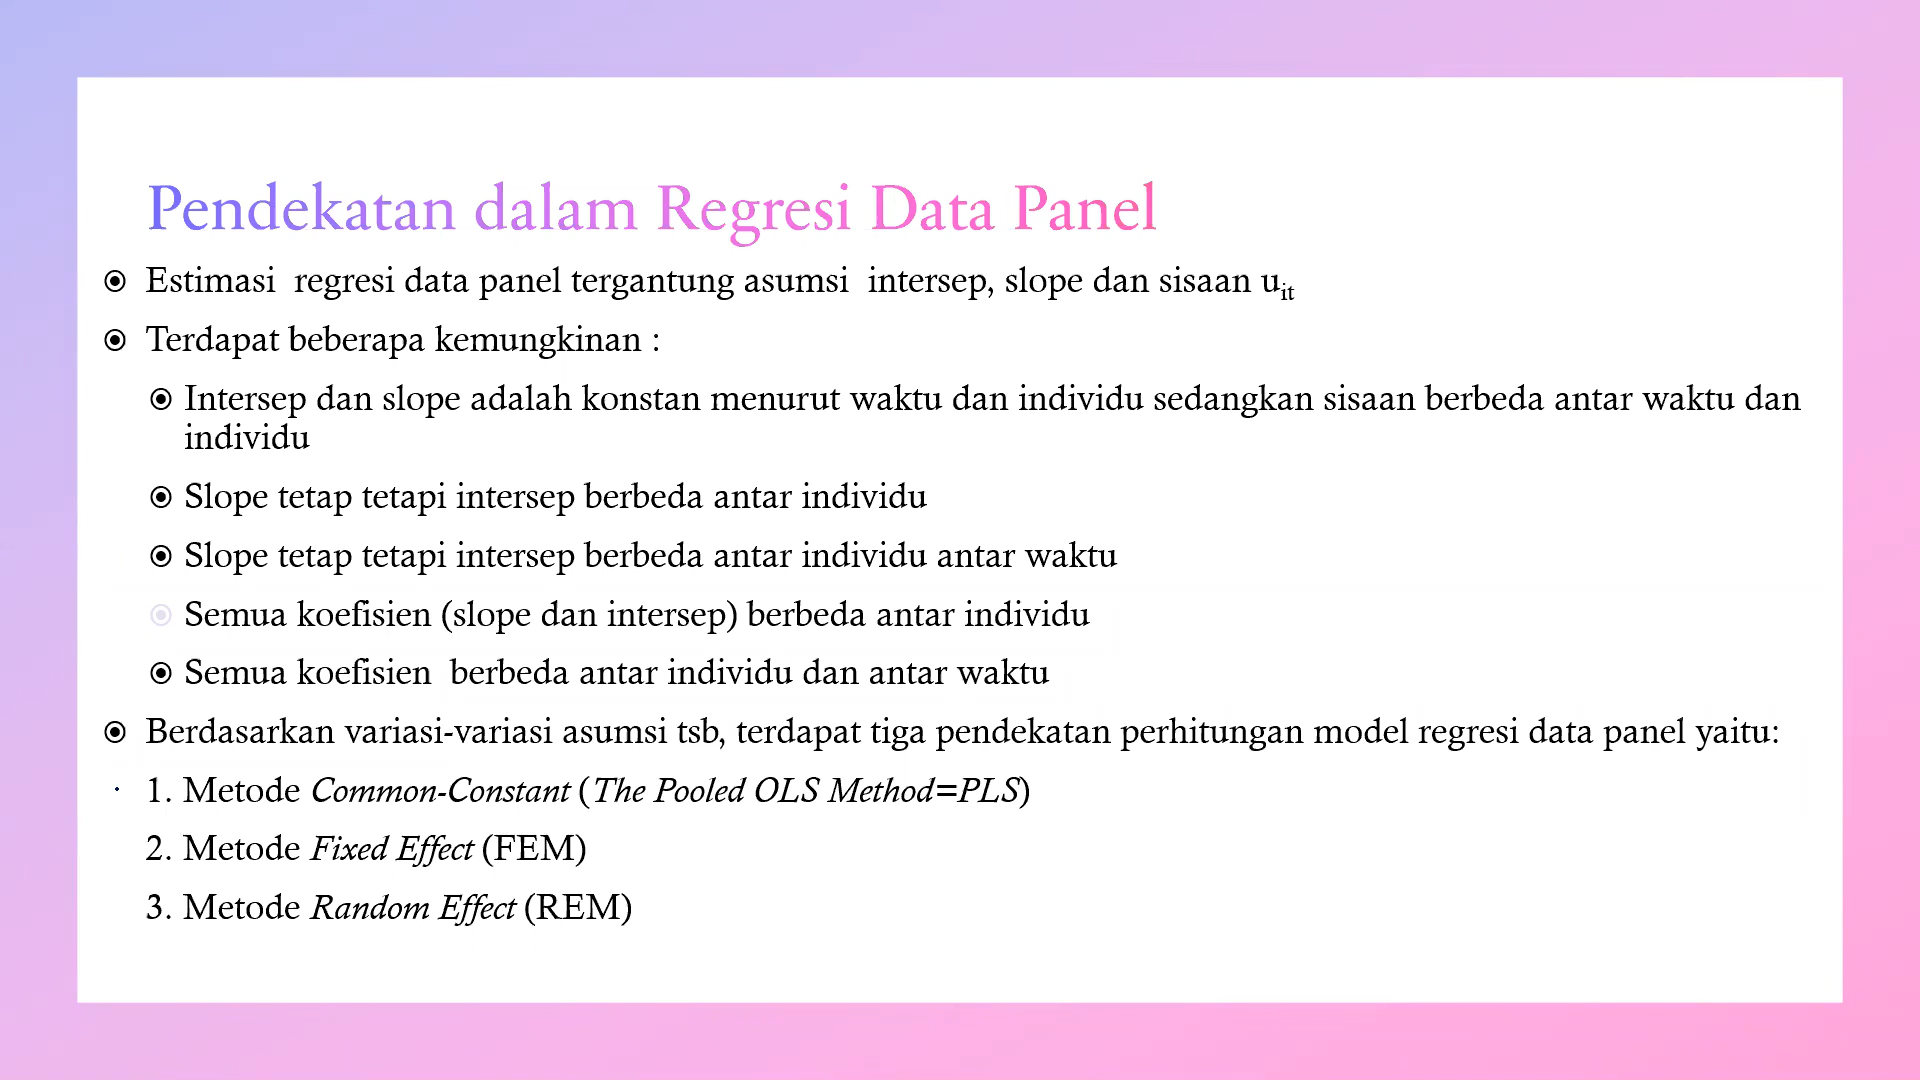 Pendekatan dalam Regresi Data Panel
Estimasi  regresi data panel tergantung asumsi  intersep, slope dan sisaan uit
Terdapat beberapa kemungkinan :
Intersep dan slope adalah konstan menurut waktu dan individu sedangkan sisaan berbeda antar waktu dan
individu
Slope tetap tetapi intersep berbeda antar individu
Slope tetap tetapi intersep berbeda antar individu antar waktu
Semua koefisien (slope dan intersep) berbeda antar individu
Semua koefisien  berbeda antar individu dan antar waktu
Berdasarkan variasi-variasi asumsi tsb, terdapat tiga pendekatan perhitungan model regresi data panel yaitu:
1. Metode Common-Constant (The Pooled OLS Method=PLS)
2. Metode Fixed Effect (FEM)
3. Metode Random Effect (REM)